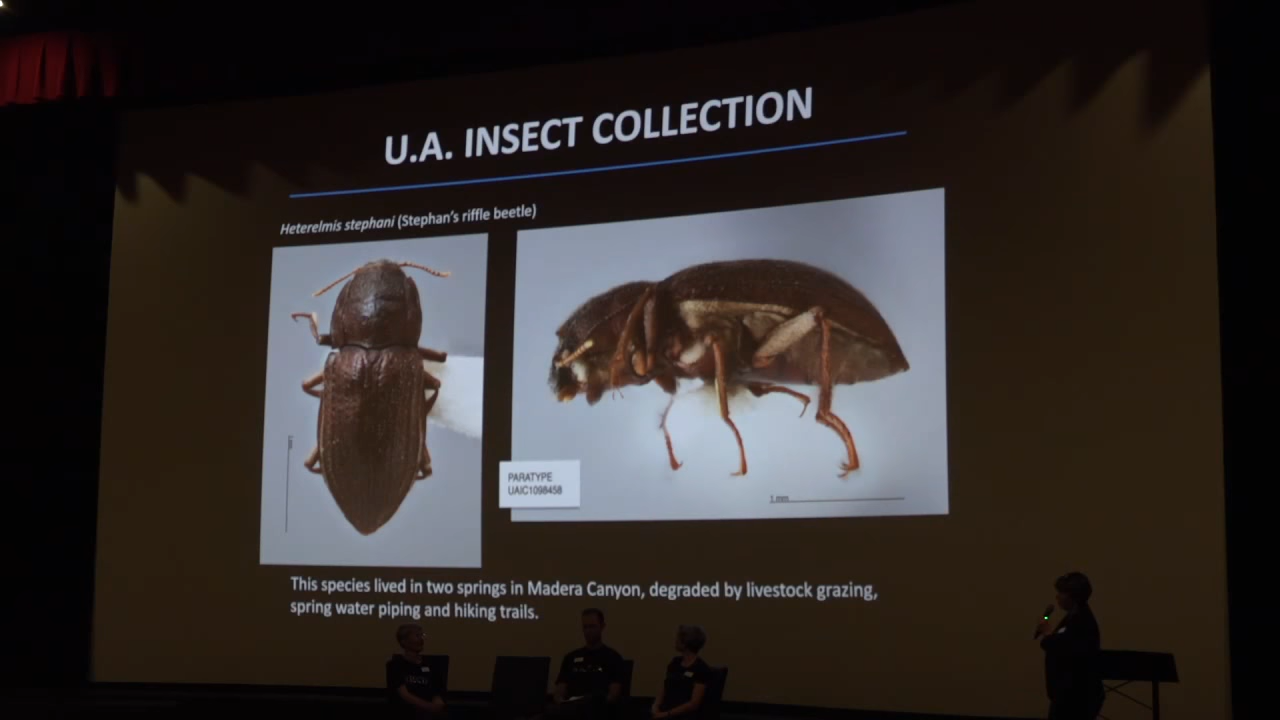 U.A. INSECT COLLECTION
Heterelmis stephani (Stephan's riffle beetle)
PARATYPE
UAIC1098458
1 mm
This species lived in two springs in Madera Canyon, degraded by livestock grazing,
spring water piping and hiking trails.